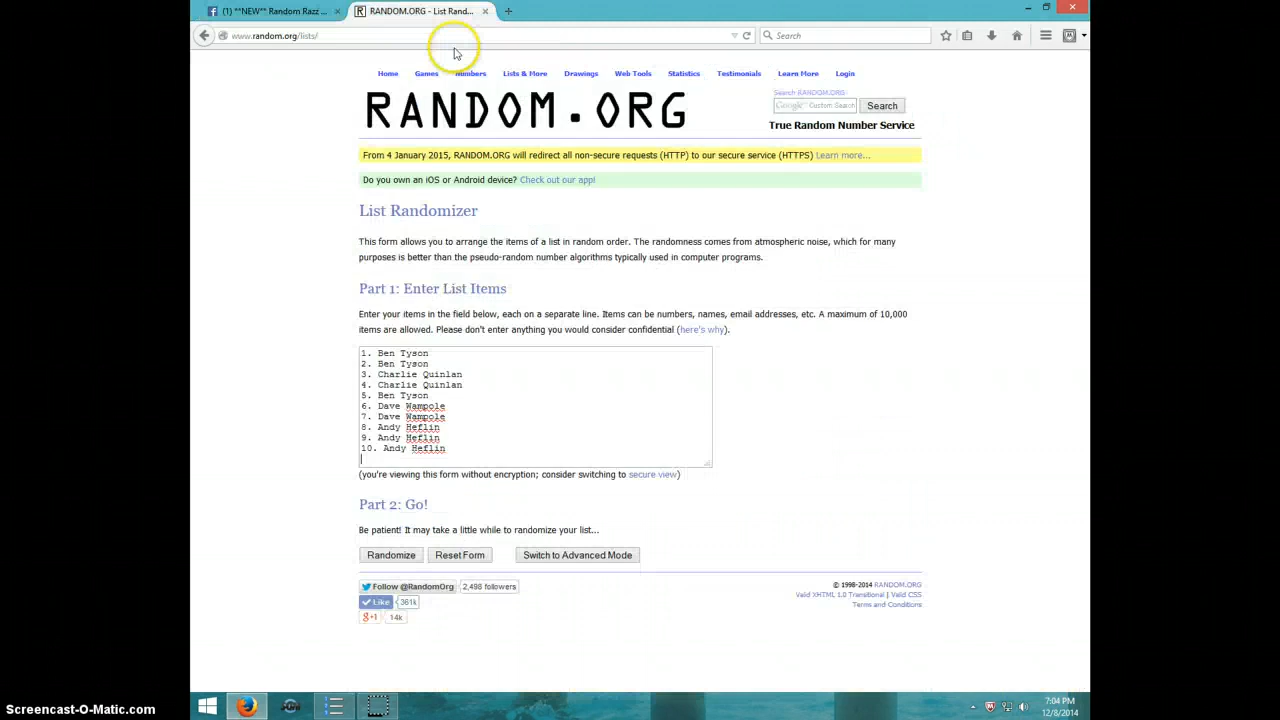 (1) **NEW** Random Razz ...
RANDOM.ORG - List Rand...
www.random.org/lists/
Search
Home Games Numbers Lists & More Drawings Web Tools Statistics Testimonials Learn More Login
Search RANDOM.ORG
Google Custom Search Search
RANDOM.ORG
True Random Number Service
From 4 January 2015, RANDOM.ORG will redirect all non-secure requests (HTTP) to our secure service (HTTPS) Learn more...
Do you own an iOS or Android device? Check out our app!
List Randomizer
This form allows you to arrange the items of a list in random order. The randomness comes from atmospheric noise, which for many
purposes is better than the pseudo-random number algorithms typically used in computer programs.
Part 1: Enter List Items
Enter your items in the field below, each on a separate line. Items can be numbers, names, email addresses, etc. A maximum of 10,000
items are allowed. Please don't enter anything you would consider confidential (here's why).
1. Ben Tyson
2. Ben Tyson
3. Charlie Quinlan
4. Charlie Quinlan
5. Ben Tyson
6. Dave Wampole
7. Dave Wampole
8. Andy Heflin
9. Andy Heflin
10. Andy Heflin
(you're viewing this form without encryption; consider switching to secure view)
Part 2: Go!
Be patient! It may take a little while to randomize your list...
Randomize Reset Form Switch to Advanced Mode
Follow @RandomOrg 2,498 followers
Like 361k
g+1 14k
© 1998-2014 RANDOM.ORG
Valid XHTML 1.0 Transitional | Valid CSS
Terms and Conditions
7:04 PM
12/8/2014
Screencast-O-Matic.com